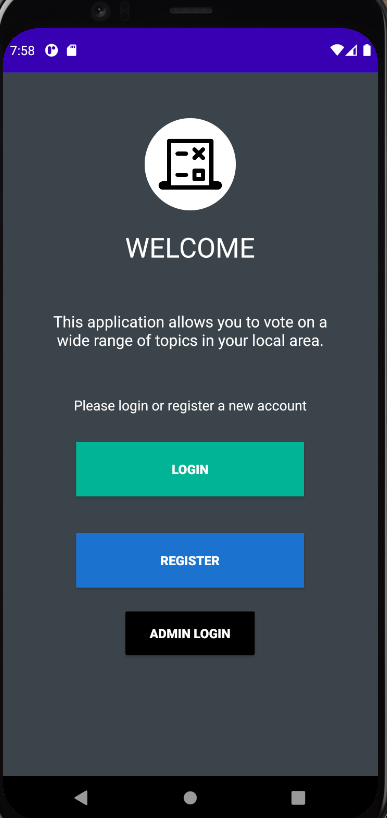 7:58
WELCOME
This application allows you to vote on a
wide range of topics in your local area.
Please login or register a new account
LOGIN
REGISTER
ADMIN LOGIN